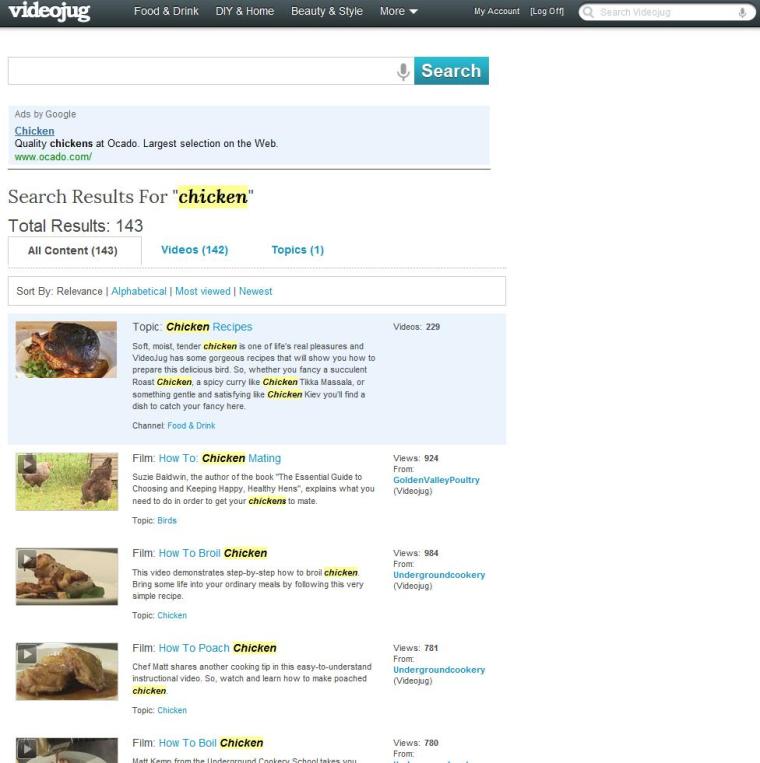 videojug
Food & Drink DIY & Home Beauty & Style More My Account [Log Off] Search Videojug
Search
Ads by Google
Chicken
Quality chickens at Ocado. Largest selection on the Web.
www.ocado.com/
Search Results For "chicken"
Total Results: 143
All Content (143) Videos (142) Topics (1)
Sort By: Relevance | Alphabetical | Most viewed | Newest
Topic: Chicken Recipes
Videos: 229
Soft, moist, tender chicken is one of life's real pleasures and
VideoJug has some gorgeous recipes that will show you how to
prepare this delicious bird. So, whether you fancy a succulent
Roast Chicken, a spicy curry like Chicken Tikka Massala, or
something gentle and satisfying like Chicken Kiev you'll find a
dish to catch your fancy here.
Channel: Food & Drink
Film: How To: Chicken Mating
Suzie Baldwin, the author of the book "The Essential Guide to
Choosing and Keeping Happy, Healthy Hens", explains what you
need to do in order to get your chickens to mate.
Topic: Birds
Views: 924
From:
GoldenValleyPoultry
(Videojug)
Film: How To Broil Chicken
This video demonstrates step-by-step how to broil chicken.
Bring some life into your ordinary meals by following this very
simple recipe.
Topic: Chicken
Views: 984
From:
Undergroundcookery
(Videojug)
Film: How To Poach Chicken
Chef Matt shares another cooking tip in this easy-to-understand
instructional video. So, watch and learn how to make poached
chicken.
Topic: Chicken
Views: 781
From:
Undergroundcookery
(Videojug)
Film: How To Boil Chicken
Matt Kemp from the Underground Cookery School takes you
Views: 780
From: